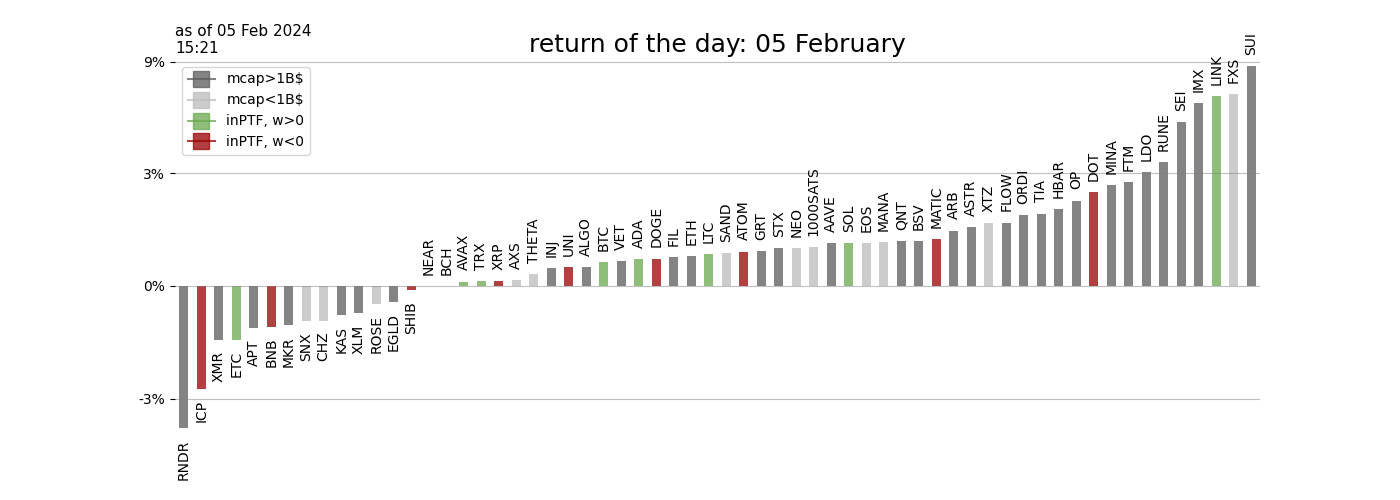 as of 05 Feb 2024
15:21
return of the day: 05 February
mcap>1B$
mcap<1B$
inPTF, w>0
inPTF, w<0
9%
3%
0%
-3%
RNDR
ICP
XMR
ETC
APT
BNB
MKR
SNX
CHZ
KAS
XLM
ROSE
EGLD
SHIB
NEAR
BCH
AVAX
TRX
XRP
AXS
THETA
INJ
UNI
ALGO
BTC
VET
ADA
DOGE
FIL
ETH
LTC
SAND
ATOM
GRT
STX
NEO
1000SATS
AAVE
SOL
EOS
MANA
QNT
BSV
MATIC
ARB
ASTR
XTZ
FLOW
ORDI
TIA
HBAR
OP
DOT
MINA
FTM
LDO
RUNE
SEI
IMX
LINK
FXS
SUI